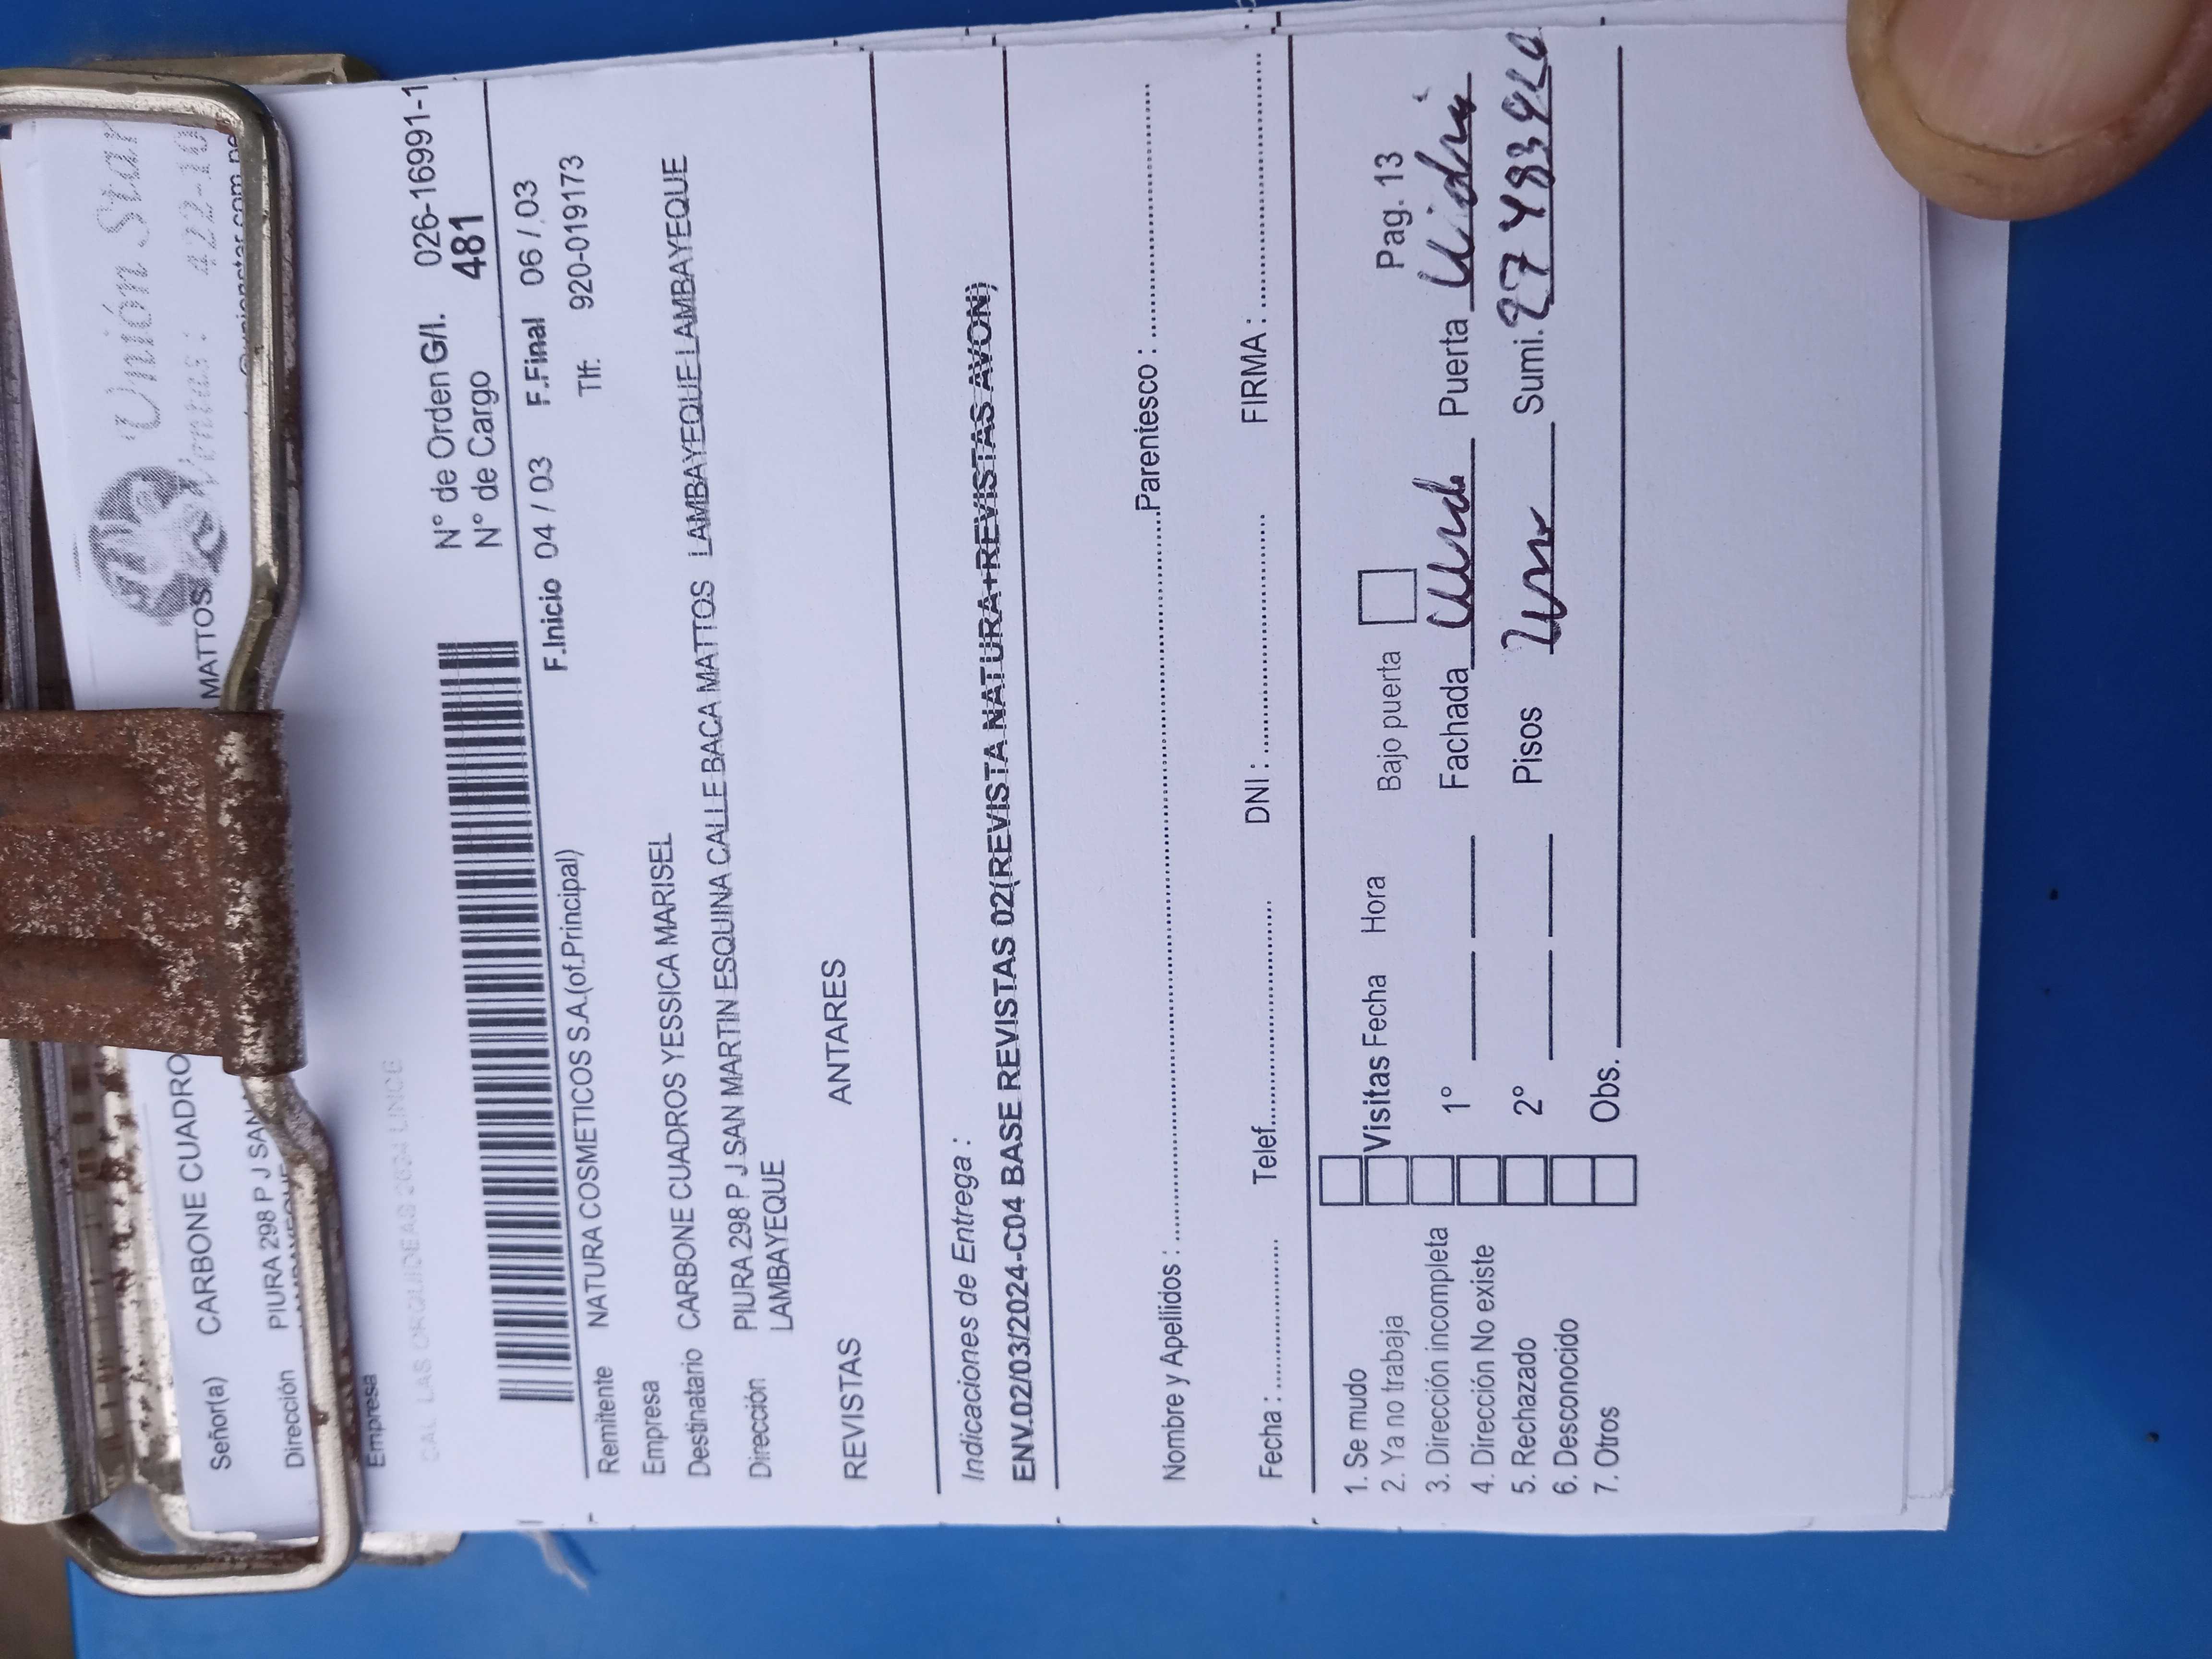 Unión Star
Ventas: 422-10
Señor(a) CARBONE CUADRO
MATTOS
Dirección PIURA 298 P J SAN
Empresa
CAL LAS ORQUIDEAS 2634 LINCE
N° de Orden G/l. 026-16991-1
N° de Cargo 481
F.Inicio 04 / 03 F.Final 06 / 03
Remitente NATURA COSMETICOS S.A.(of.Principal) Tlf: 920-019173
Empresa
Destinatario CARBONE CUADROS YESSICA MARISEL
Dirección PIURA 298 P J SAN MARTIN ESQUINA CALLE BACA MATTOS LAMBAYEQUE LAMBAYEQUE
LAMBAYEQUE
REVISTAS ANTARES
Indicaciones de Entrega :
ENV.02/03/2024-C04 BASE REVISTAS 02(REVISTA NATURA+REVISTAS AVON)
Nombre y Apellidos : Parentesco :
Fecha : Telef. DNI : FIRMA :
1. Se mudo
2. Ya no trabaja
3. Dirección incompleta
4. Dirección No existe
5. Rechazado
6. Desconocido
7. Otros
Visitas Fecha Hora Bajo puerta Pag. 13
1° Fachada Puerta
2° Pisos Sumi.
Obs.